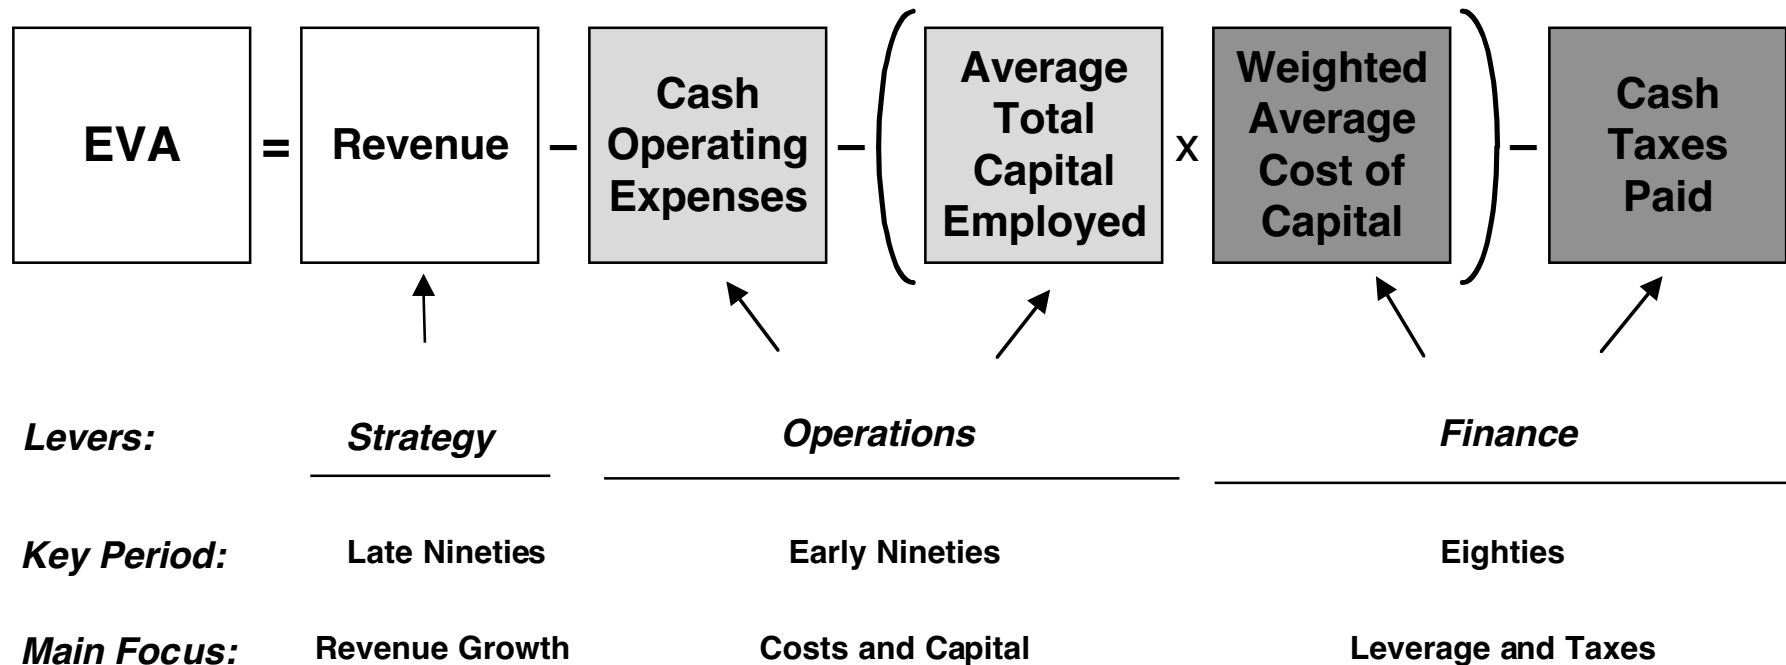 EVA = Revenue – Cash Operating Expenses – ( Average Total Capital Employed x Weighted Average Cost of Capital ) – Cash Taxes Paid
Levers: Strategy Operations Finance
Key Period: Late Nineties Early Nineties Eighties
Main Focus: Revenue Growth Costs and Capital Leverage and Taxes